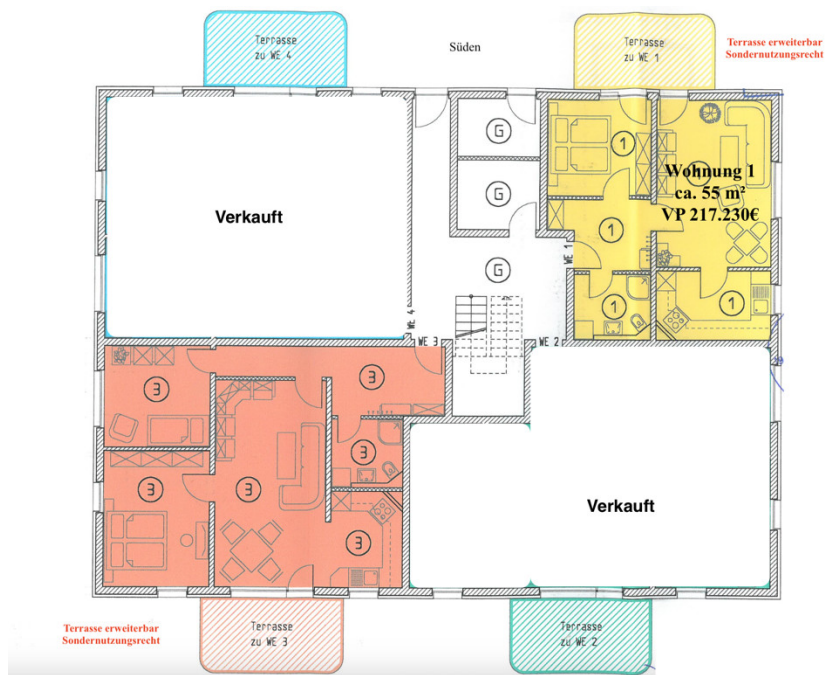 Terrasse
zu WE 4
Süden
Terrasse
zu WE 1
Terrasse erweiterbar
Sondernutzungsrecht
G
1
Wohnung 1
ca. 55 m²
VP 217.230€
G
Verkauft
1
WE 1
G
1
1
WE 4
WE 3
WE 2
3
3
3
3
3
Verkauft
3
Terrasse erweiterbar
Sondernutzungsrecht
Terrasse
zu WE 3
Terrasse
zu WE 2